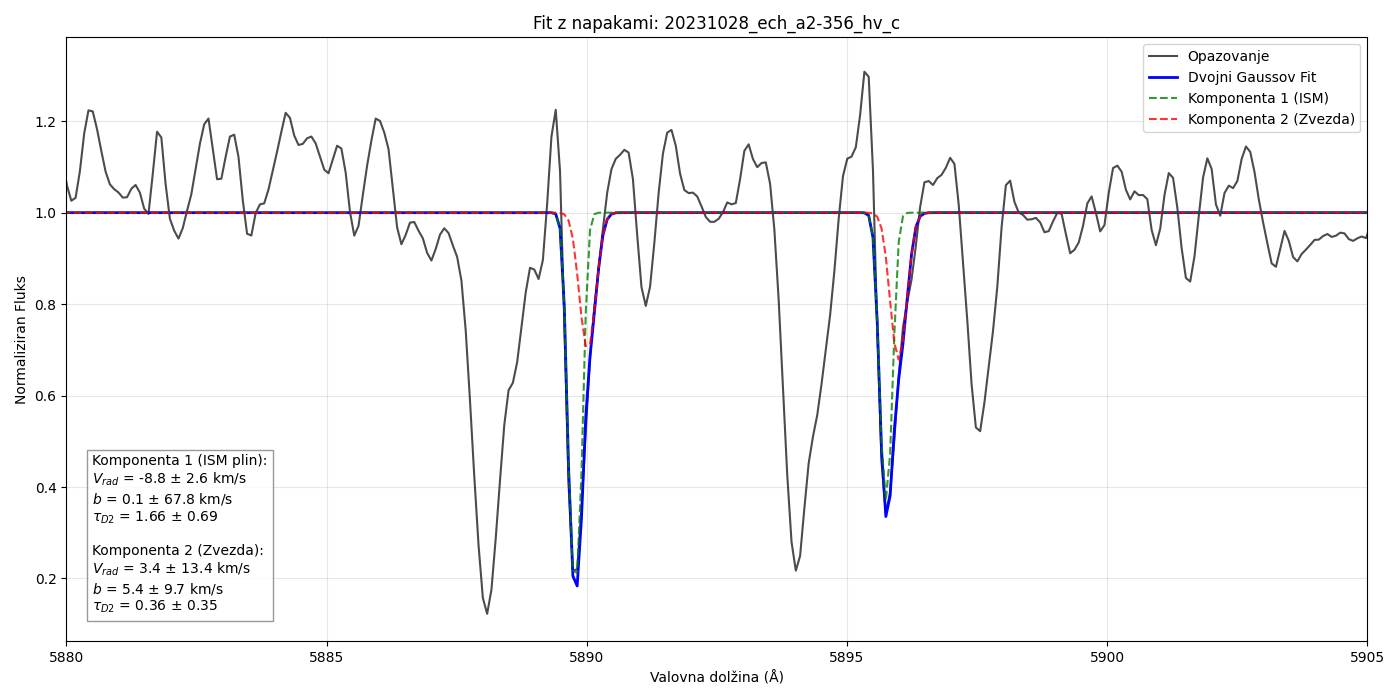 Fit z napakami: 20231028_ech_a2-356_hv_c
Normaliziran Fluks
1.2
1.0
0.8
0.6
0.4
0.2
Opazovanje
Dvojni Gaussov Fit
Komponenta 1 (ISM)
Komponenta 2 (Zvezda)
Komponenta 1 (ISM plin):
V_rad = -8.8 ± 2.6 km/s
b = 0.1 ± 67.8 km/s
τ_D2 = 1.66 ± 0.69
Komponenta 2 (Zvezda):
V_rad = 3.4 ± 13.4 km/s
b = 5.4 ± 9.7 km/s
τ_D2 = 0.36 ± 0.35
5880 5885 5890 5895 5900 5905
Valovna dolžina (Å)